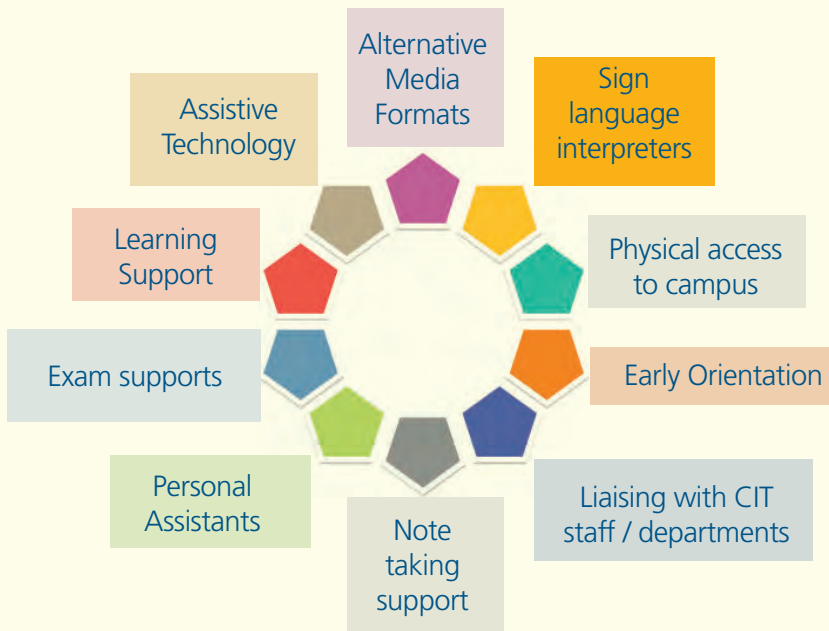 Alternative
Media
Formats
Sign
language
interpreters
Physical access
to campus
Early Orientation
Liaising with CIT
staff / departments
Note
taking
support
Personal
Assistants
Exam supports
Learning
Support
Assistive
Technology